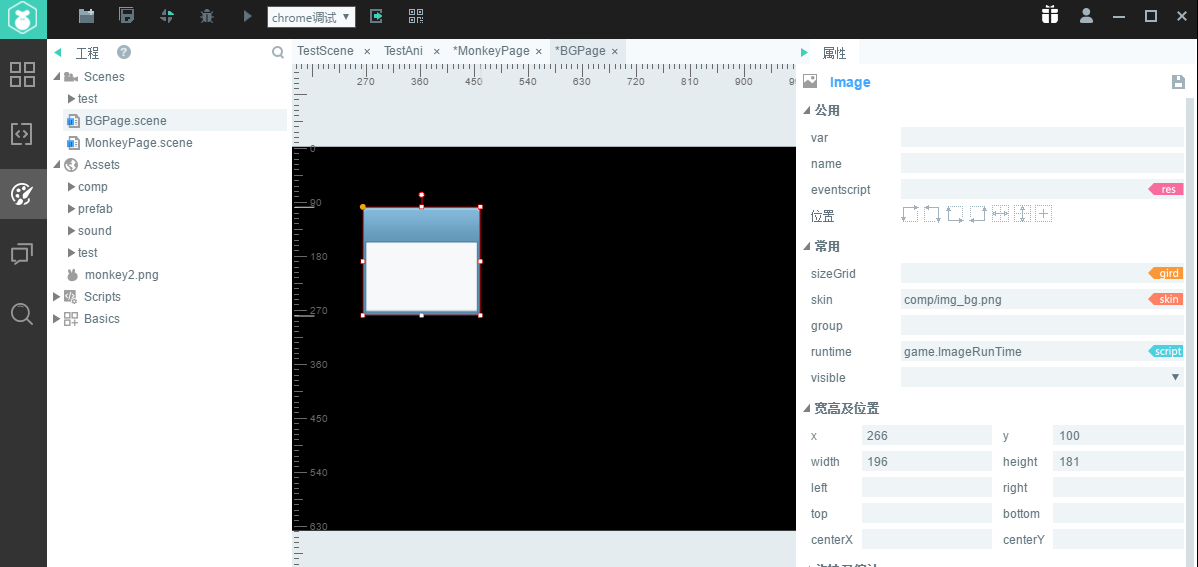 chrome调试
工程 ?
Scenes
test
BGPage.scene
MonkeyPage.scene
Assets
comp
prefab
sound
test
monkey2.png
Scripts
Basics
TestScene × TestAni × *MonkeyPage × *BGPage ×
270 360 450 540 630 720 810 900
0
90
180
270
360
450
540
630
属性
Image
公用
var
name
eventscript res
位置
常用
sizeGrid gird
skin comp/img_bg.png skin
group
runtime game.ImageRunTime script
visible
宽高及位置
x 266 y 100
width 196 height 181
left right
top bottom
centerX centerY